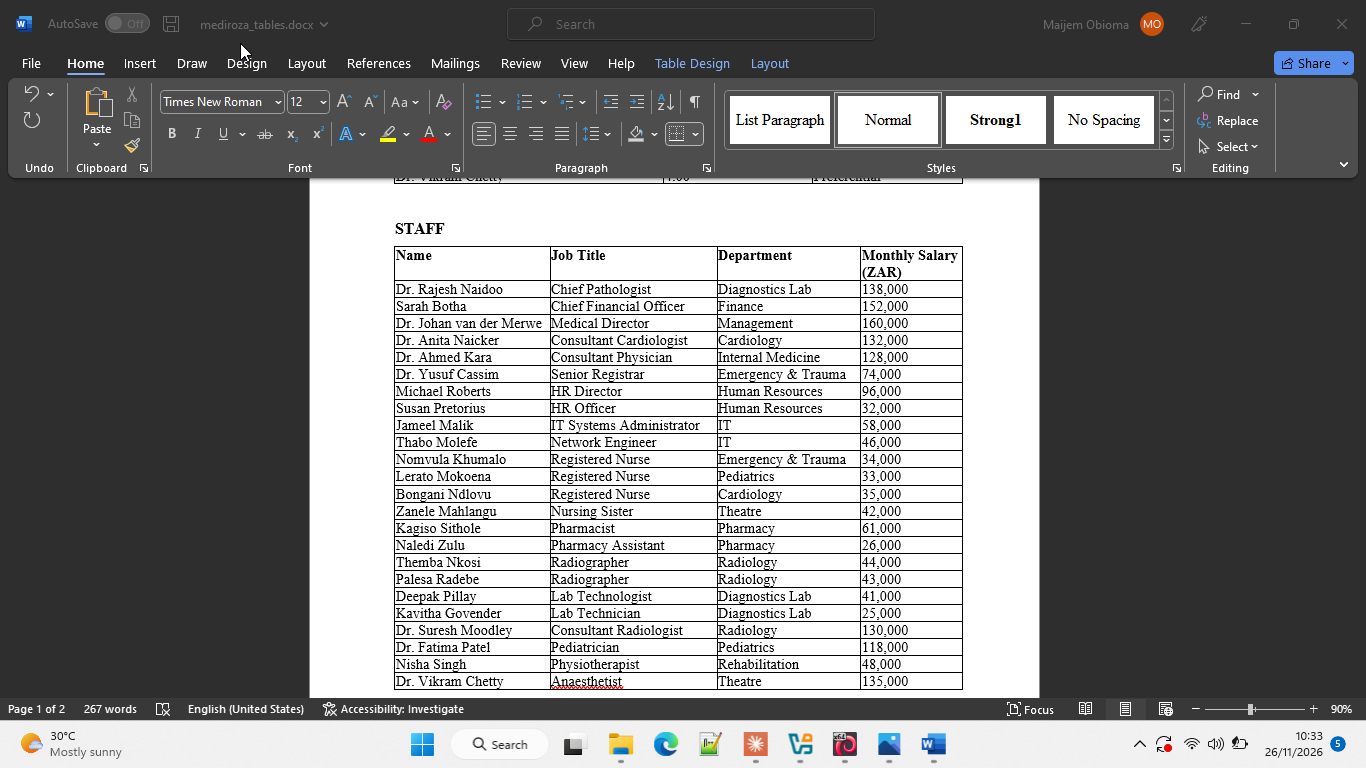 AutoSave Off mediroza_tables.docx Search Maijem Obioma MO
File Home Insert Draw Design Layout References Mailings Review View Help Table Design Layout Share
Paste Times New Roman 12 Aa List Paragraph Normal Strong1 No Spacing Find
Replace
B I U ab x₂ x² A A Select
Undo Clipboard Font Paragraph Styles Editing
Dr. Vikram Chetty 4.00 Preferential
STAFF
Name Job Title Department Monthly Salary
(ZAR)
Dr. Rajesh Naidoo Chief Pathologist Diagnostics Lab 138,000
Sarah Botha Chief Financial Officer Finance 152,000
Dr. Johan van der Merwe Medical Director Management 160,000
Dr. Anita Naicker Consultant Cardiologist Cardiology 132,000
Dr. Ahmed Kara Consultant Physician Internal Medicine 128,000
Dr. Yusuf Cassim Senior Registrar Emergency & Trauma 74,000
Michael Roberts HR Director Human Resources 96,000
Susan Pretorius HR Officer Human Resources 32,000
Jameel Malik IT Systems Administrator IT 58,000
Thabo Molefe Network Engineer IT 46,000
Nomvula Khumalo Registered Nurse Emergency & Trauma 34,000
Lerato Mokoena Registered Nurse Pediatrics 33,000
Bongani Ndlovu Registered Nurse Cardiology 35,000
Zanele Mahlangu Nursing Sister Theatre 42,000
Kagiso Sithole Pharmacist Pharmacy 61,000
Naledi Zulu Pharmacy Assistant Pharmacy 26,000
Themba Nkosi Radiographer Radiology 44,000
Palesa Radebe Radiographer Radiology 43,000
Deepak Pillay Lab Technologist Diagnostics Lab 41,000
Kavitha Govender Lab Technician Diagnostics Lab 25,000
Dr. Suresh Moodley Consultant Radiologist Radiology 130,000
Dr. Fatima Patel Pediatrician Pediatrics 118,000
Nisha Singh Physiotherapist Rehabilitation 48,000
Dr. Vikram Chetty Anaesthetist Theatre 135,000
Page 1 of 2 267 words English (United States) Accessibility: Investigate Focus 90%
30°C
Mostly sunny
Search
10:33
26/11/2026 5